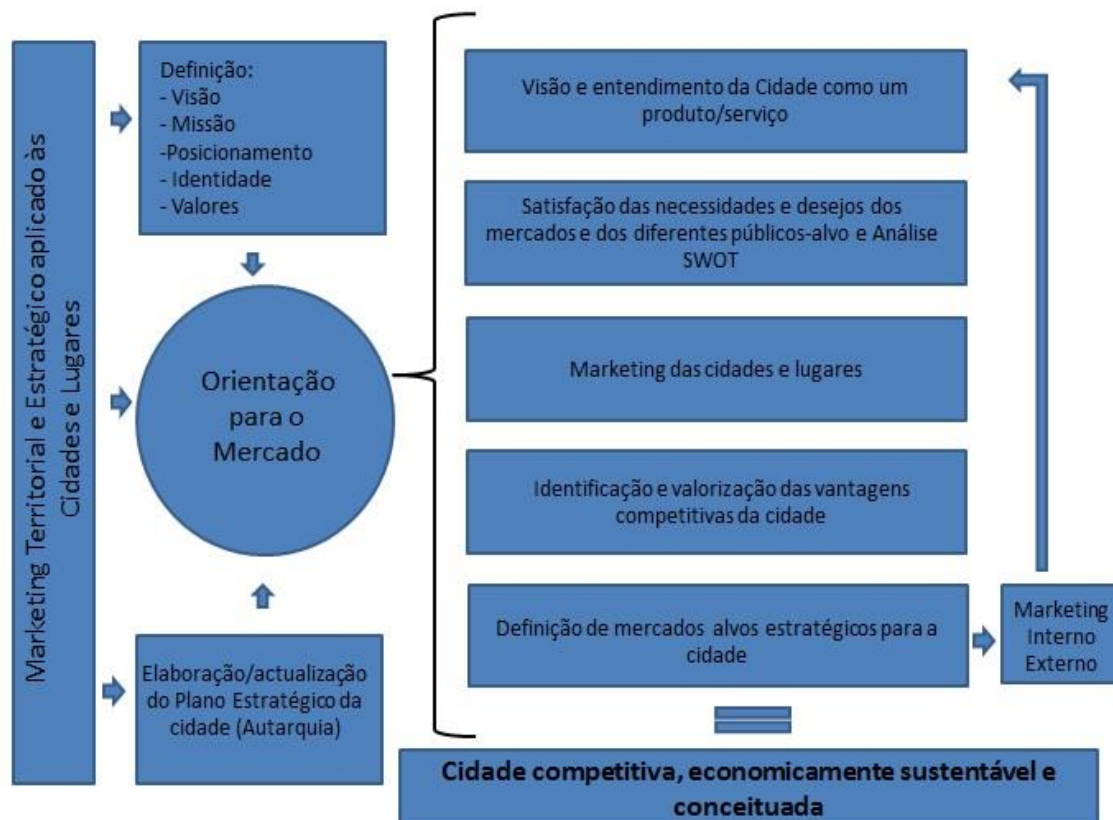 Marketing Territorial e Estratégico aplicado às
Cidades e Lugares
Definição:
- Visão
- Missão
-Posicionamento
- Identidade
- Valores
Orientação
para o
Mercado
Elaboração/actualização
do Plano Estratégico da
cidade (Autarquia)
Visão e entendimento da Cidade como um
produto/serviço
Satisfação das necessidades e desejos dos
mercados e dos diferentes públicos-alvo e Análise
SWOT
Marketing das cidades e lugares
Identificação e valorização das vantagens
competitivas da cidade
Definição de mercados alvos estratégicos para a
cidade
Marketing
Interno
Externo
Cidade competitiva, economicamente sustentável e
conceituada